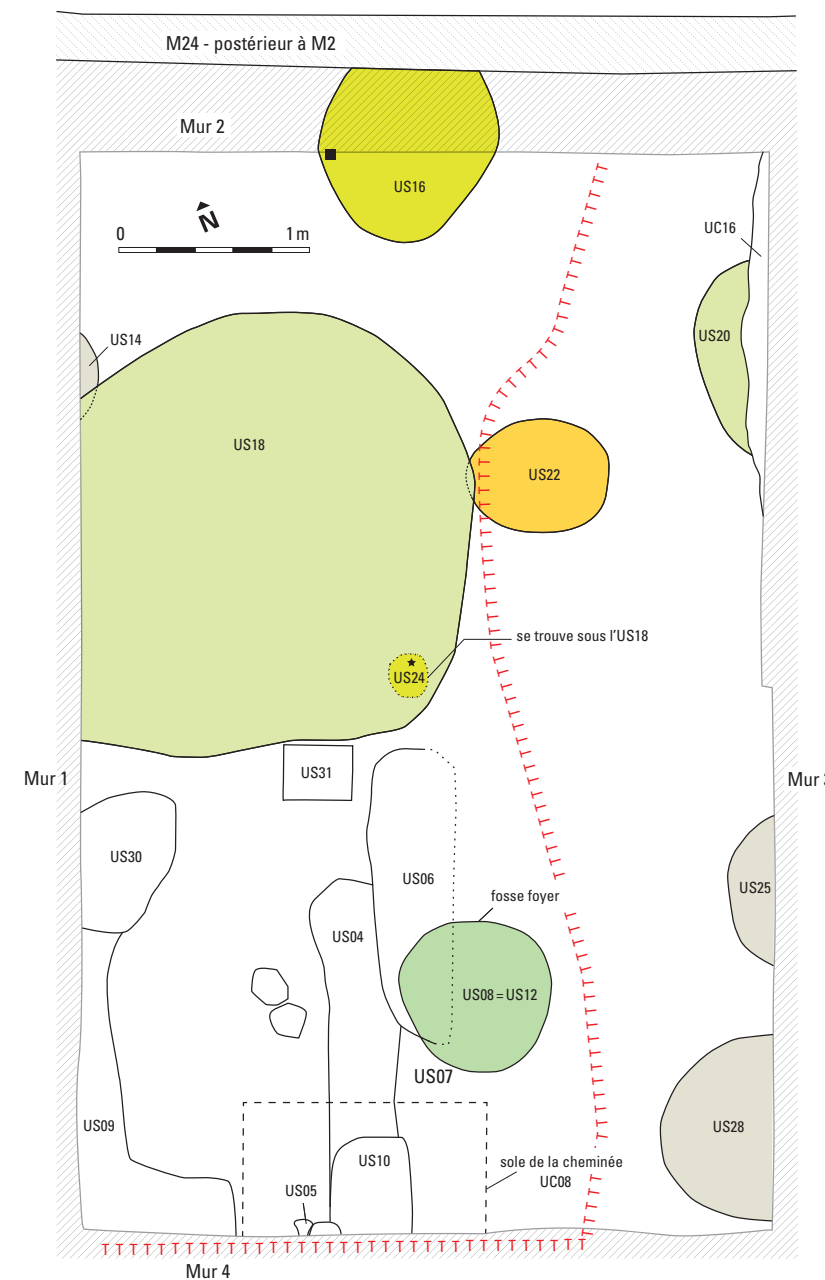 M24 - postérieur à M2
Mur 2
US16
N
0 1 m
UC16
US20
US14
US18
US22
se trouve sous l'US18
US24
US31
Mur 1
Mur 3
US30
US06
US25
fosse foyer
US04
US08 = US12
US07
US09
US28
US10
sole de la cheminée
UC08
US05
Mur 4